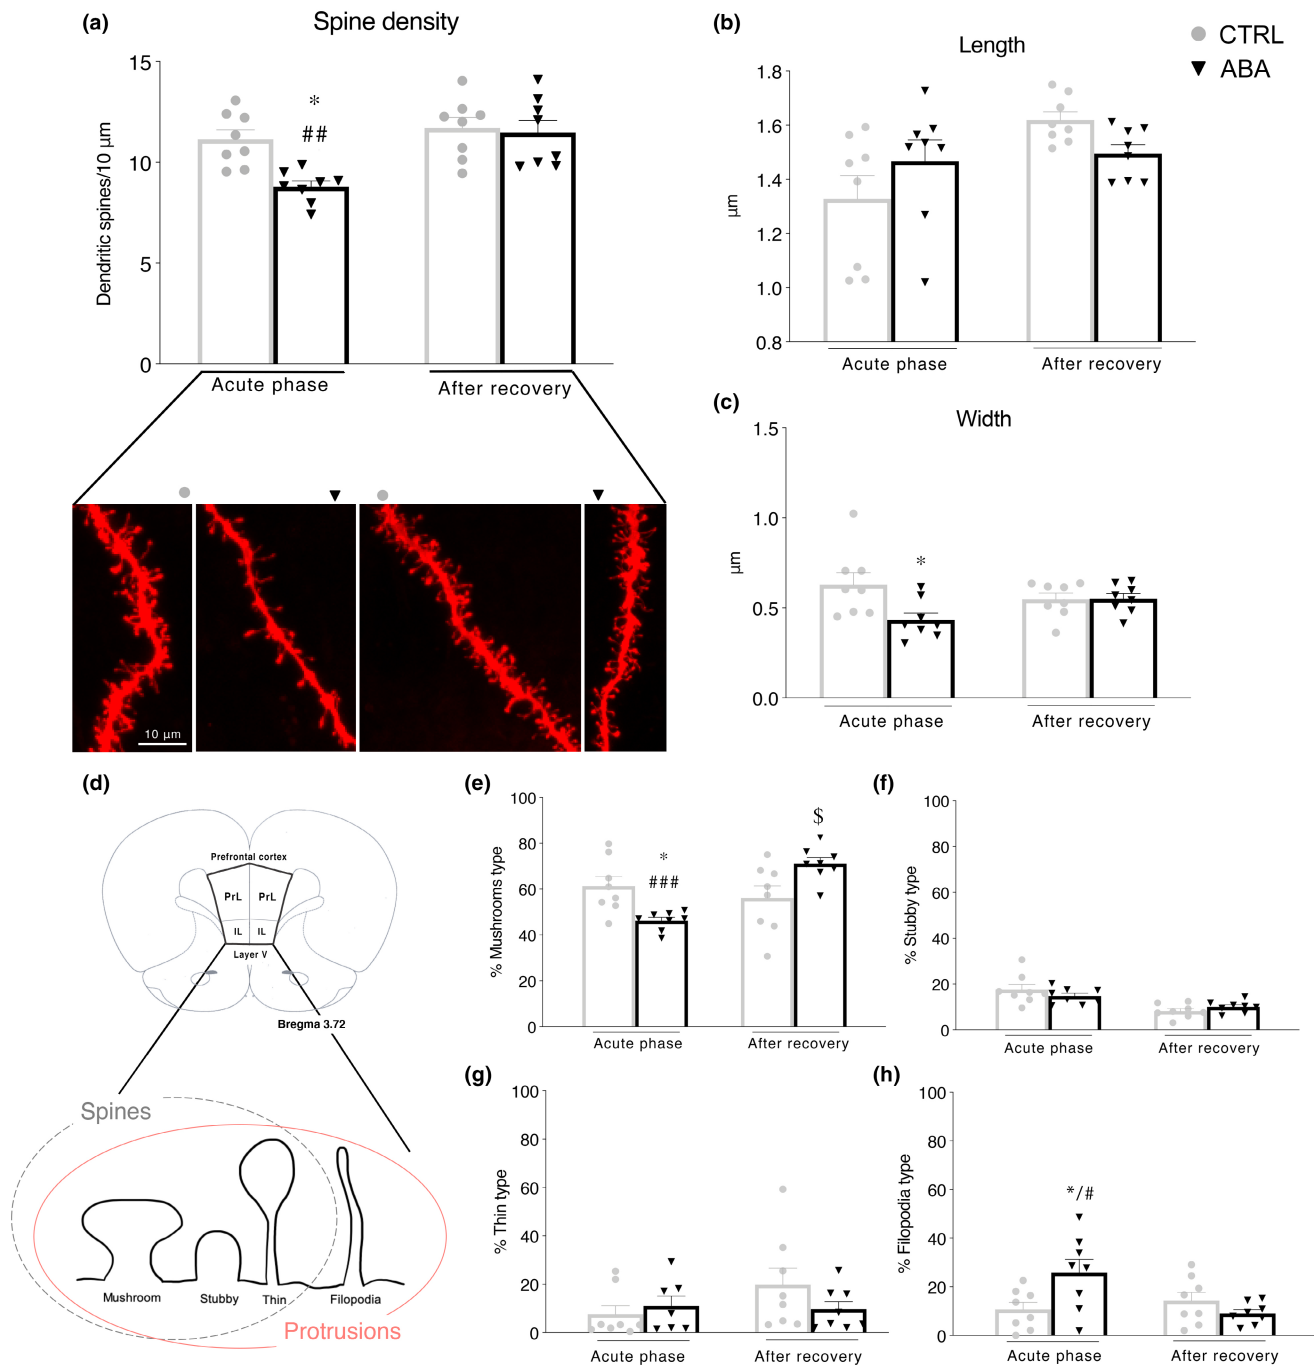 (a)
Spine density
15
10
5
0
Dendritic spines/10 µm
*
##
Acute phase
After recovery
10 µm
(b)
Length
CTRL
ABA
1.8
1.6
1.4
1.2
1.0
0.8
µm
Acute phase
After recovery
(c)
Width
1.5
1.0
0.5
0.0
µm
*
Acute phase
After recovery
(d)
Prefrontal cortex
PrL PrL
IL IL
Layer V
Bregma 3.72
Spines
Mushroom Stubby Thin Filopodia
Protrusions
(e)
100
80
60
40
20
0
% Mushrooms type
*
###
$
Acute phase
After recovery
(f)
100
80
60
40
20
0
% Stubby type
Acute phase
After recovery
(g)
100
80
60
40
20
0
% Thin type
Acute phase
After recovery
(h)
100
80
60
40
20
0
% Filopodia type
*/#
Acute phase
After recovery